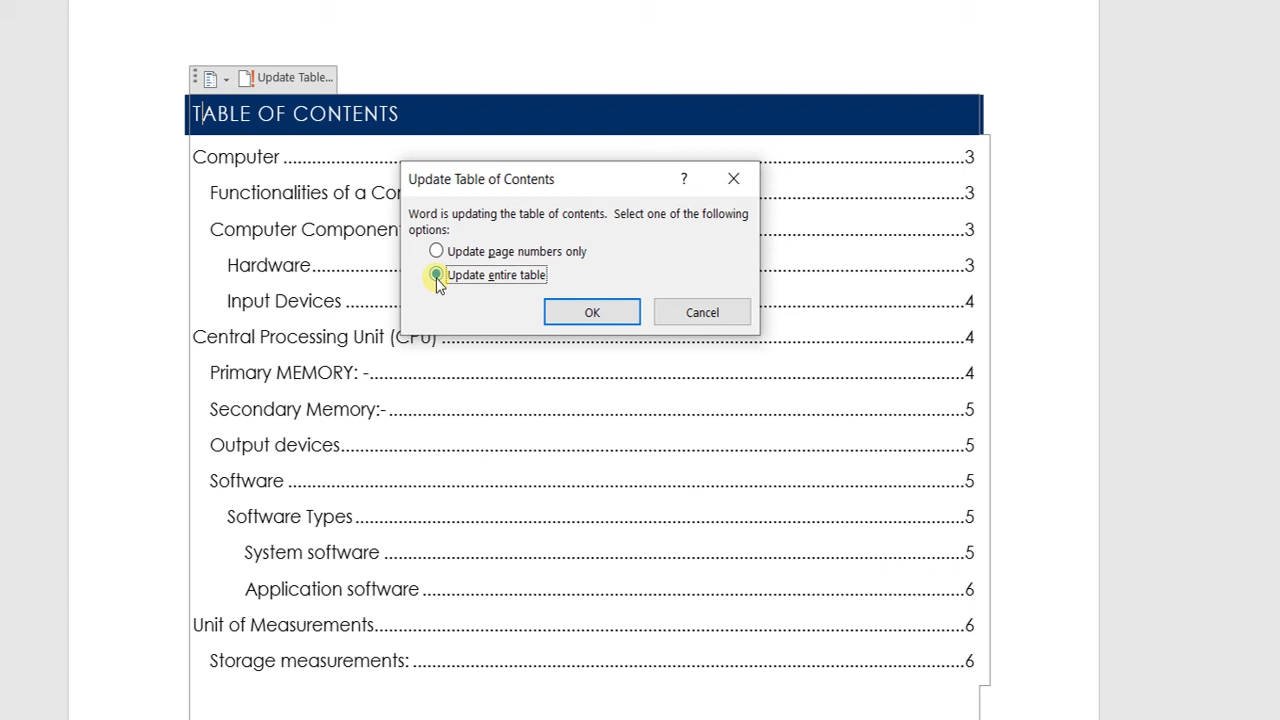 Update Table...
TABLE OF CONTENTS
Computer ........ 3
Functionalities of a Co ........ 3
Computer Componen ........ 3
Hardware ........ 3
Input Devices ........ 4
Central Processing Unit (CPU) ........ 4
Primary MEMORY: - ........ 4
Secondary Memory:- ........ 5
Output devices ........ 5
Software ........ 5
Software Types ........ 5
System software ........ 5
Application software ........ 6
Unit of Measurements ........ 6
Storage measurements: ........ 6
Update Table of Contents ?
Word is updating the table of contents. Select one of the following
options:
Update page numbers only
Update entire table
OK Cancel